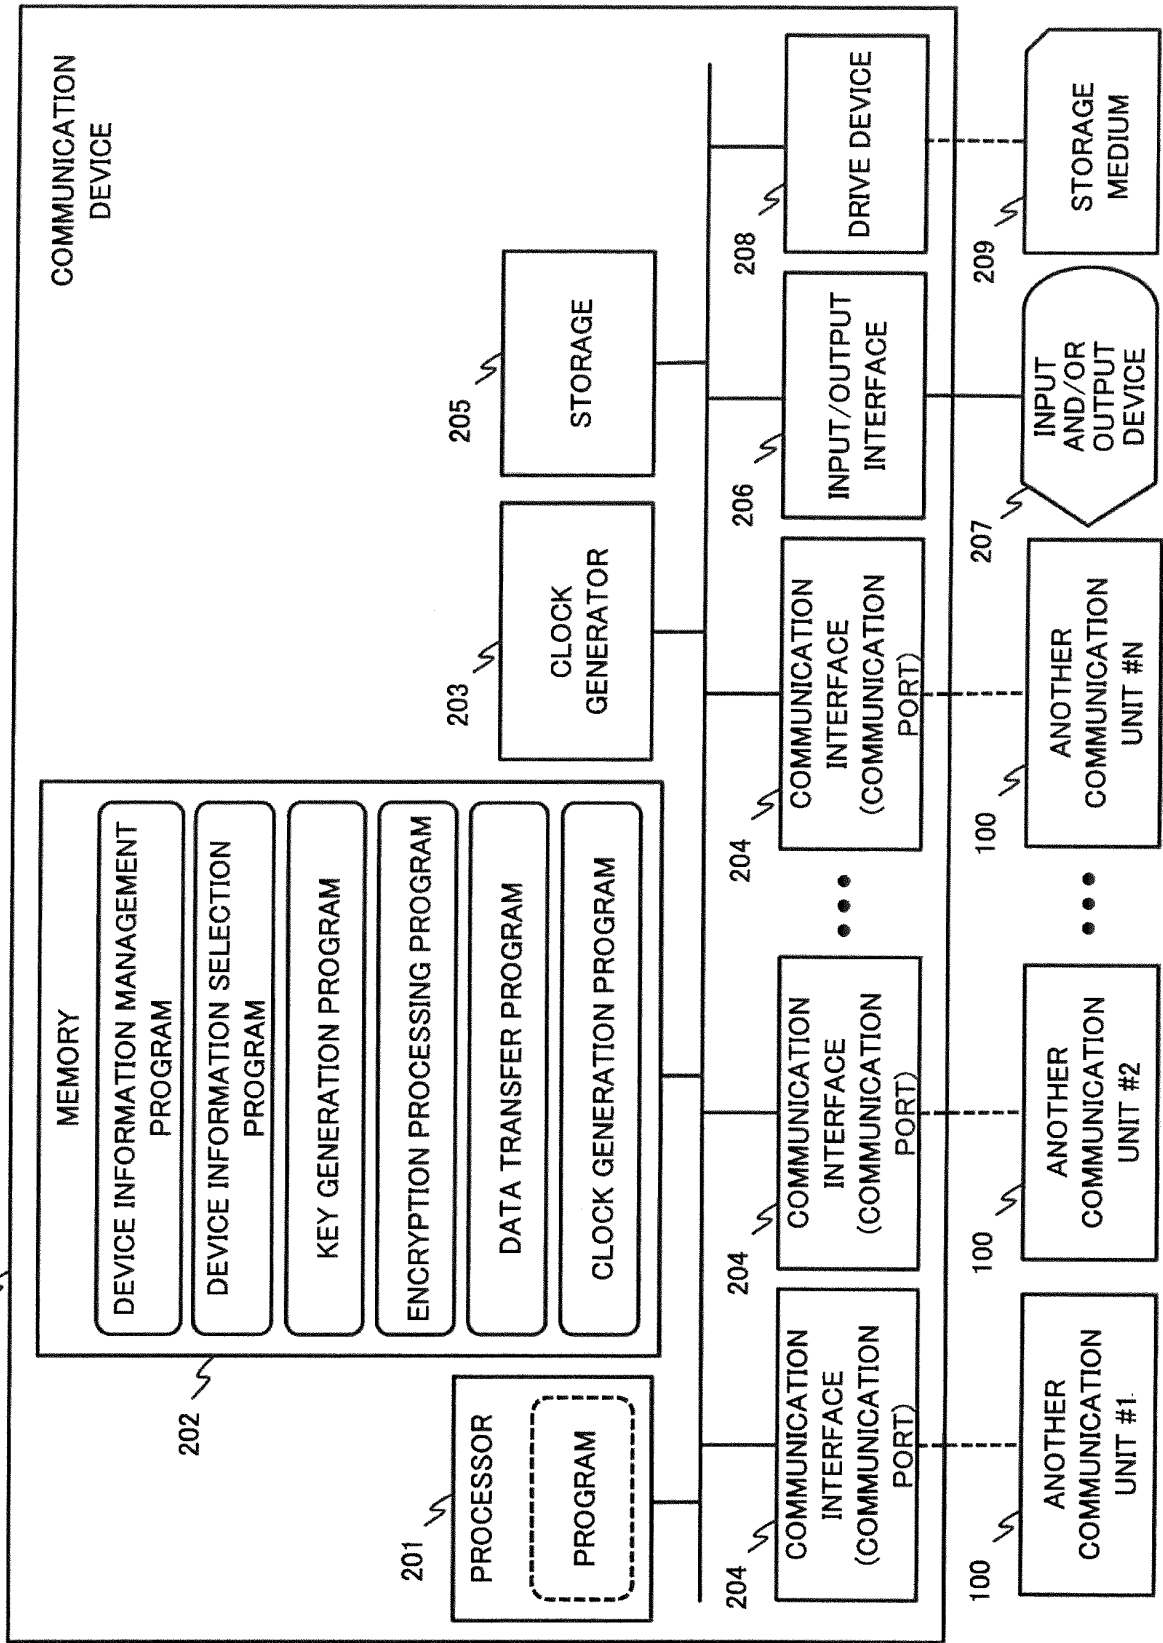 COMMUNICATION
DEVICE
201
PROCESSOR
PROGRAM
202
MEMORY
DEVICE INFORMATION MANAGEMENT
PROGRAM
DEVICE INFORMATION SELECTION
PROGRAM
KEY GENERATION PROGRAM
ENCRYPTION PROCESSING PROGRAM
DATA TRANSFER PROGRAM
CLOCK GENERATION PROGRAM
203
CLOCK
GENERATOR
205
STORAGE
204
COMMUNICATION
INTERFACE
(COMMUNICATION
PORT)
204
COMMUNICATION
INTERFACE
(COMMUNICATION
PORT)
•••
204
COMMUNICATION
INTERFACE
(COMMUNICATION
PORT)
206
INPUT/OUTPUT
INTERFACE
208
DRIVE DEVICE
100
ANOTHER
COMMUNICATION
UNIT #1
100
ANOTHER
COMMUNICATION
UNIT #2
•••
100
ANOTHER
COMMUNICATION
UNIT #N
207
INPUT
AND/OR
OUTPUT
DEVICE
209
STORAGE
MEDIUM